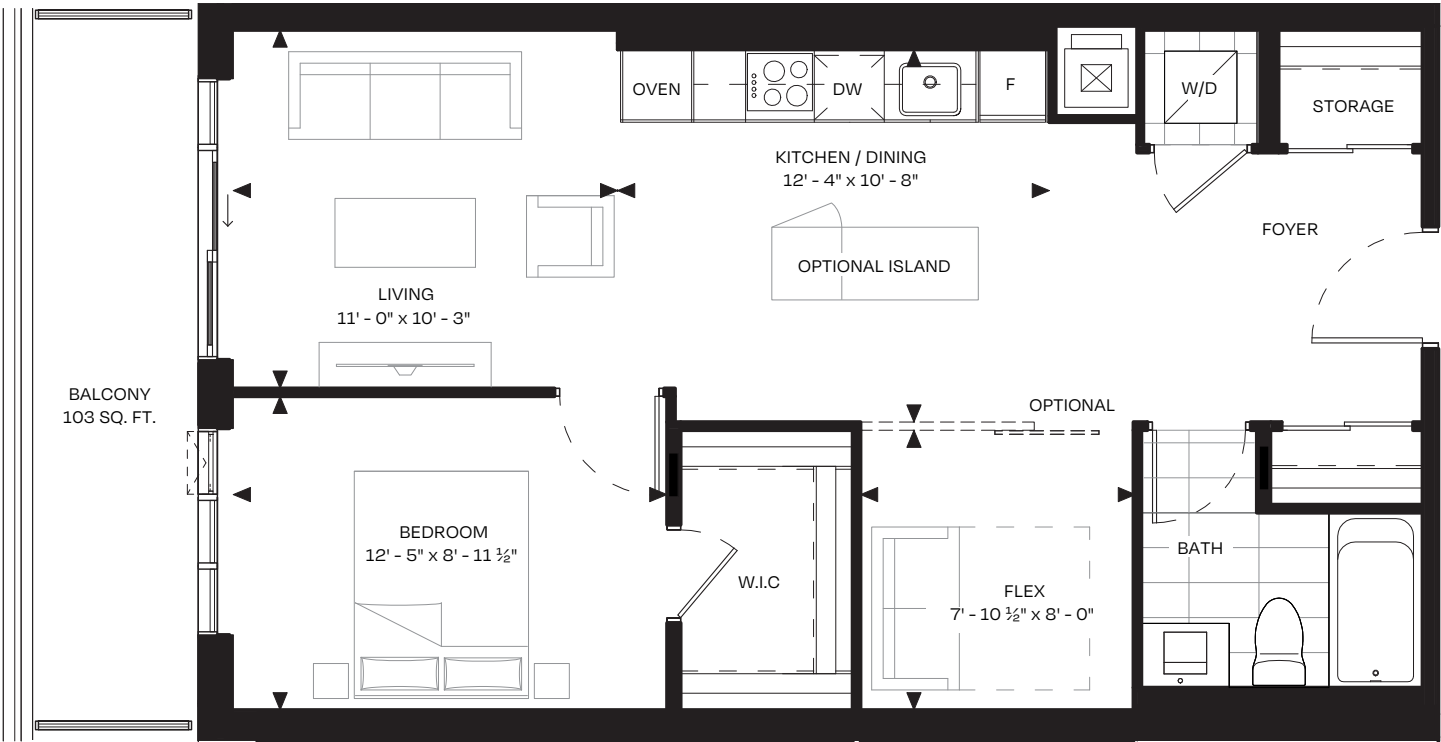 OVEN
DW
F
W/D
STORAGE
KITCHEN / DINING
12' - 4" x 10' - 8"
FOYER
OPTIONAL ISLAND
LIVING
11' - 0" x 10' - 3"
BALCONY
103 SQ. FT.
OPTIONAL
BEDROOM
12' - 5" x 8' - 11 ½"
W.I.C
FLEX
7' - 10 ½" x 8' - 0"
BATH